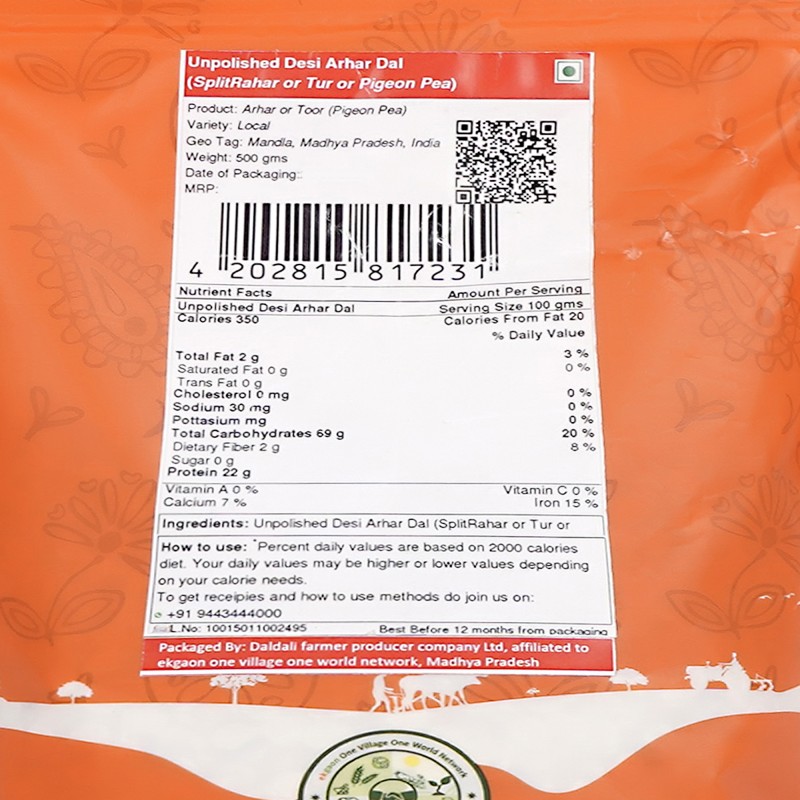 Unpolished Desi Arhar Dal
(SplitRahar or Tur or Pigeon Pea)
Product: Arhar or Toor (Pigeon Pea)
Variety: Local
Geo Tag: Mandla, Madhya Pradesh, India
Weight: 500 gms
Date of Packaging:
MRP:
4 202815 817231
Nutrient Facts Amount Per Serving
Unpolished Desi Arhar Dal Serving Size 100 gms
Calories 350 Calories From Fat 20
% Daily Value
Total Fat 2 g 3 %
Saturated Fat 0 g 0 %
Trans Fat 0 g
Cholesterol 0 mg 0 %
Sodium 30 mg 0 %
Pottasium mg 0 %
Total Carbohydrates 69 g 20 %
Dietary Fiber 2 g 8 %
Sugar 0 g
Protein 22 g
Vitamin A 0 % Vitamin C 0 %
Calcium 7 % Iron 15 %
Ingredients: Unpolished Desi Arhar Dal (SplitRahar or Tur or
How to use: *Percent daily values are based on 2000 calories
diet. Your daily values may be higher or lower values depending
on your calorie needs.
To get receipies and how to use methods do join us on:
+91 9443444000
L.No: 10015011002495 Best Before 12 months from packaging
Packaged By: Daldali farmer producer company Ltd, affiliated to
ekgaon one village one world network, Madhya Pradesh
ekgaon One Village One World Network